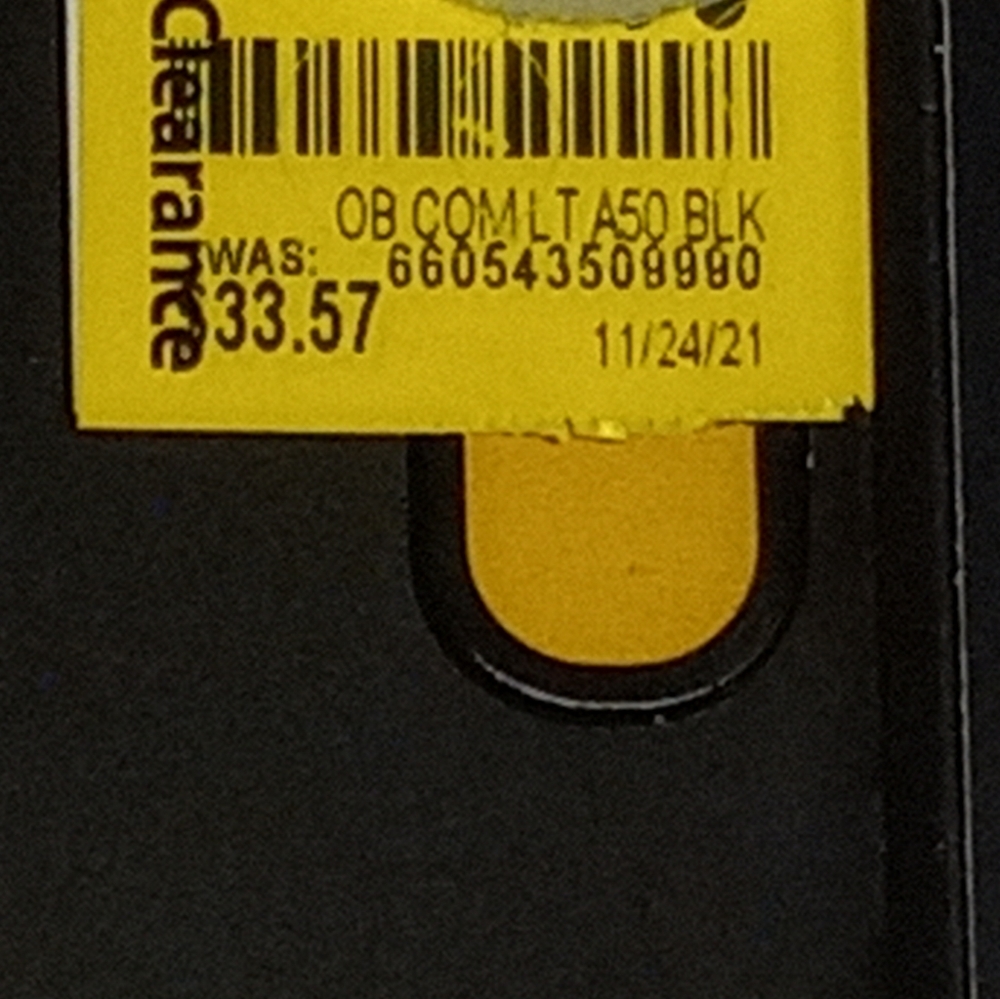 clearance
OB COM LT A50 BLK
WAS: 660543509990
33.57
11/24/21